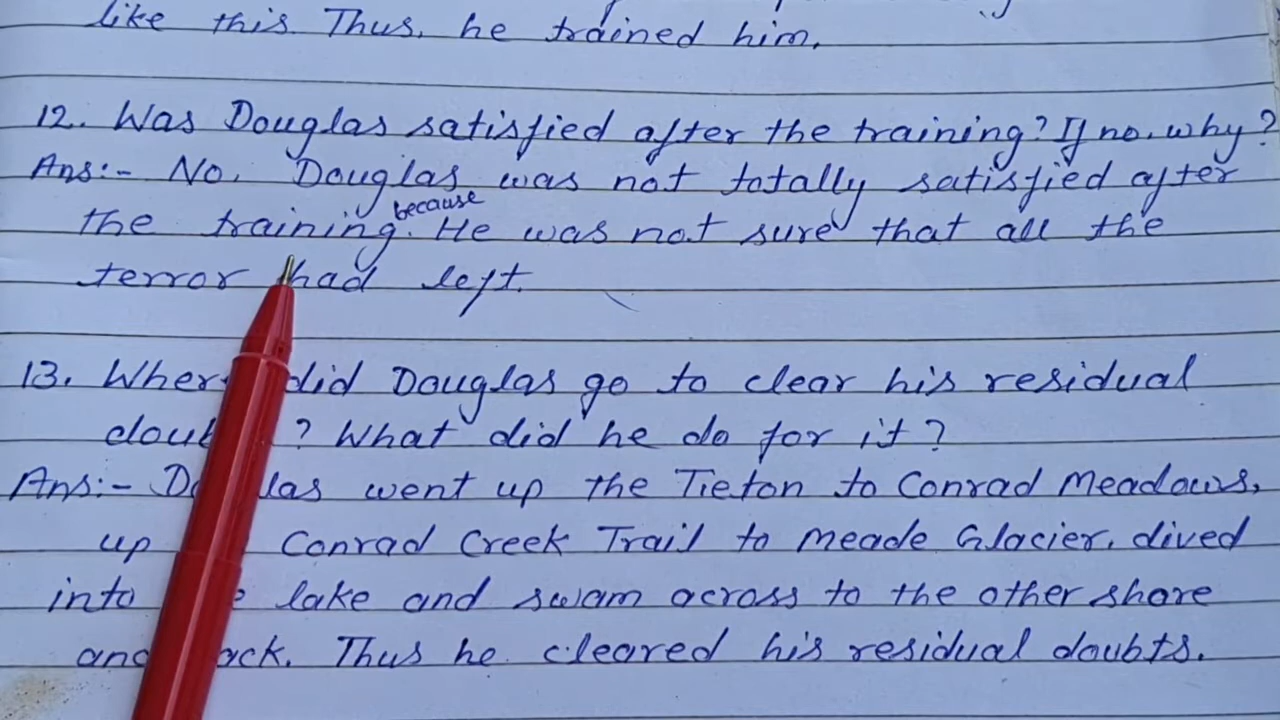 like this. Thus, he trained him.
12. Was Douglas satisfied after the training? If no, why?
Ans:- No. Douglas was not totally satisfied after
because
the training. He was not sure that all the
terror had left.
13. Where did Douglas go to clear his residual
? What did he do for it?
Ans:- Douglas went up the Tieton to Conrad Meadows,
up Conrad Creek Trail to Meade Glacier, dived
into lake and swam across to the other shore
and back. Thus he cleared his residual doubts.